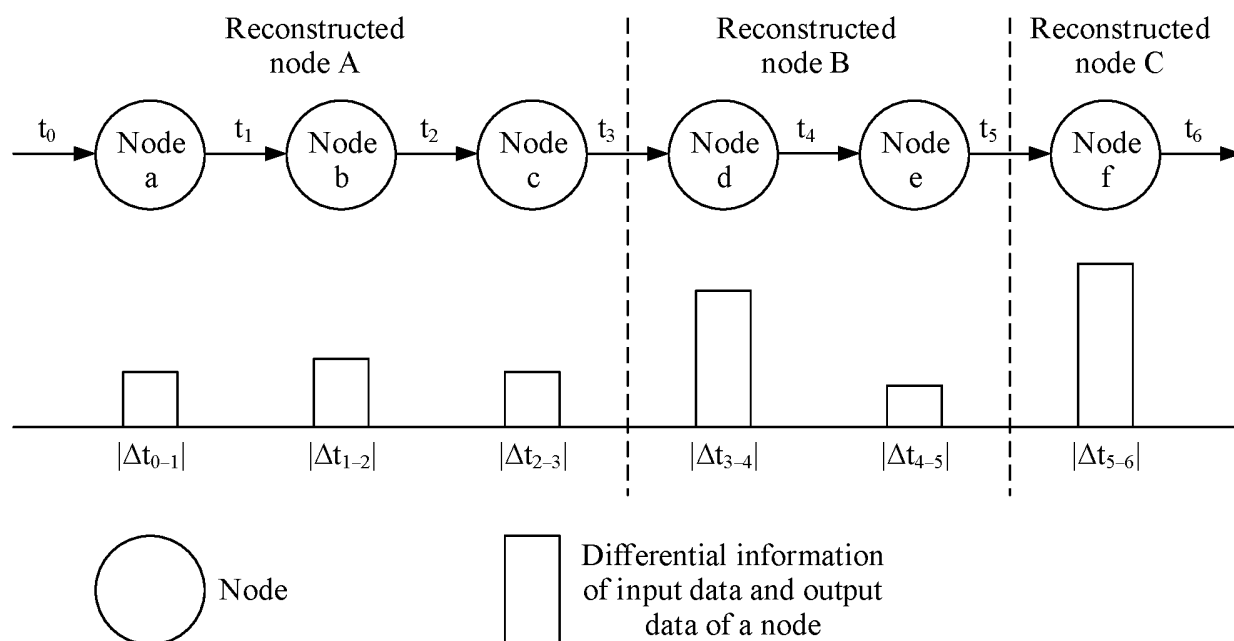 Reconstructed
node A
Reconstructed
node B
Reconstructed
node C
t₀
Node
a
t₁
Node
b
t₂
Node
c
t₃
Node
d
t₄
Node
e
t₅
Node
f
t₆
|Δt₀₋₁|
|Δt₁₋₂|
|Δt₂₋₃|
|Δt₃₋₄|
|Δt₄₋₅|
|Δt₅₋₆|
Node
Differential information
of input data and output
data of a node